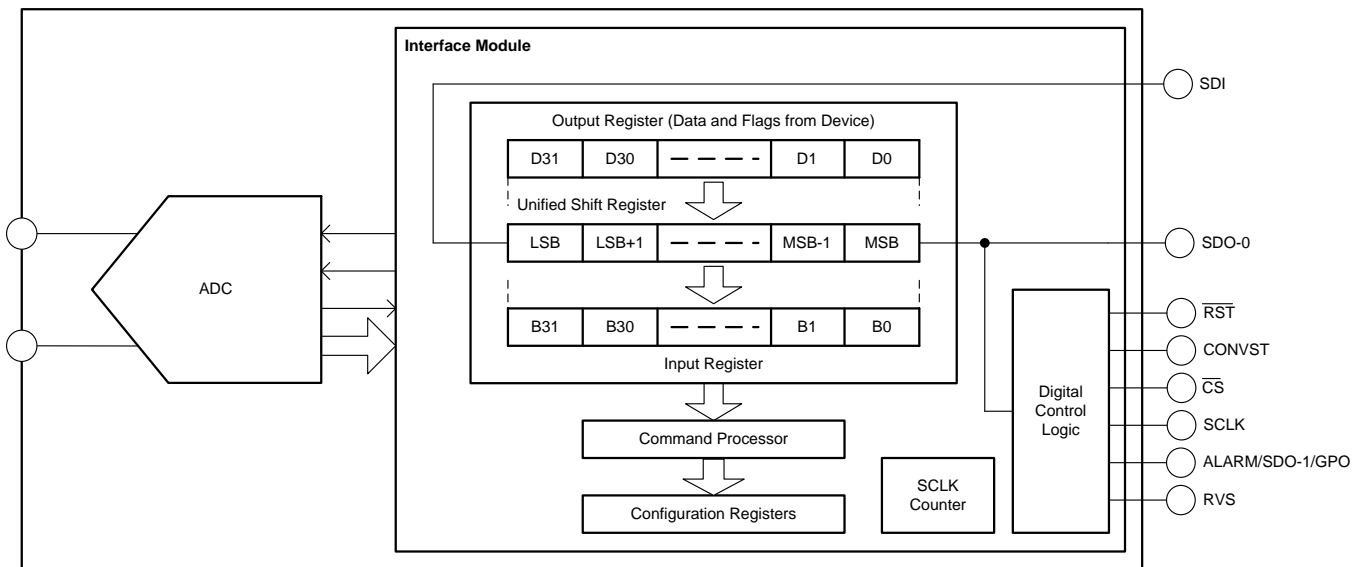 Interface Module
SDI
Output Register (Data and Flags from Device)
D31 D30 D1 D0
Unified Shift Register
LSB LSB+1 MSB-1 MSB
SDO-0
ADC
B31 B30 B1 B0
Input Register
RST
CONVST
CS
SCLK
ALARM/SDO-1/GPO
RVS
Digital
Control
Logic
Command Processor
SCLK
Counter
Configuration Registers